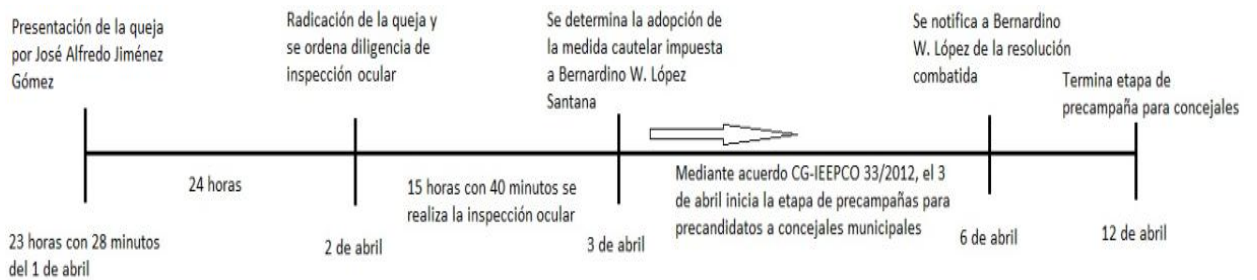 Presentación de la queja
por José Alfredo Jiménez
Gómez
Radicación de la queja y
se ordena diligencia de
inspección ocular
Se determina la adopción de
la medida cautelar impuesta
a Bernardino W. López
Santana
Se notifica a Bernardino
W. López de la resolución
combatida
Termina etapa de
precampaña para concejales
24 horas
15 horas con 40 minutos se
realiza la inspección ocular
Mediante acuerdo CG-IEEPCO 33/2012, el 3
de abril inicia la etapa de precampañas para
precandidatos a concejales municipales
23 horas con 28 minutos
del 1 de abril
2 de abril
3 de abril
6 de abril
12 de abril